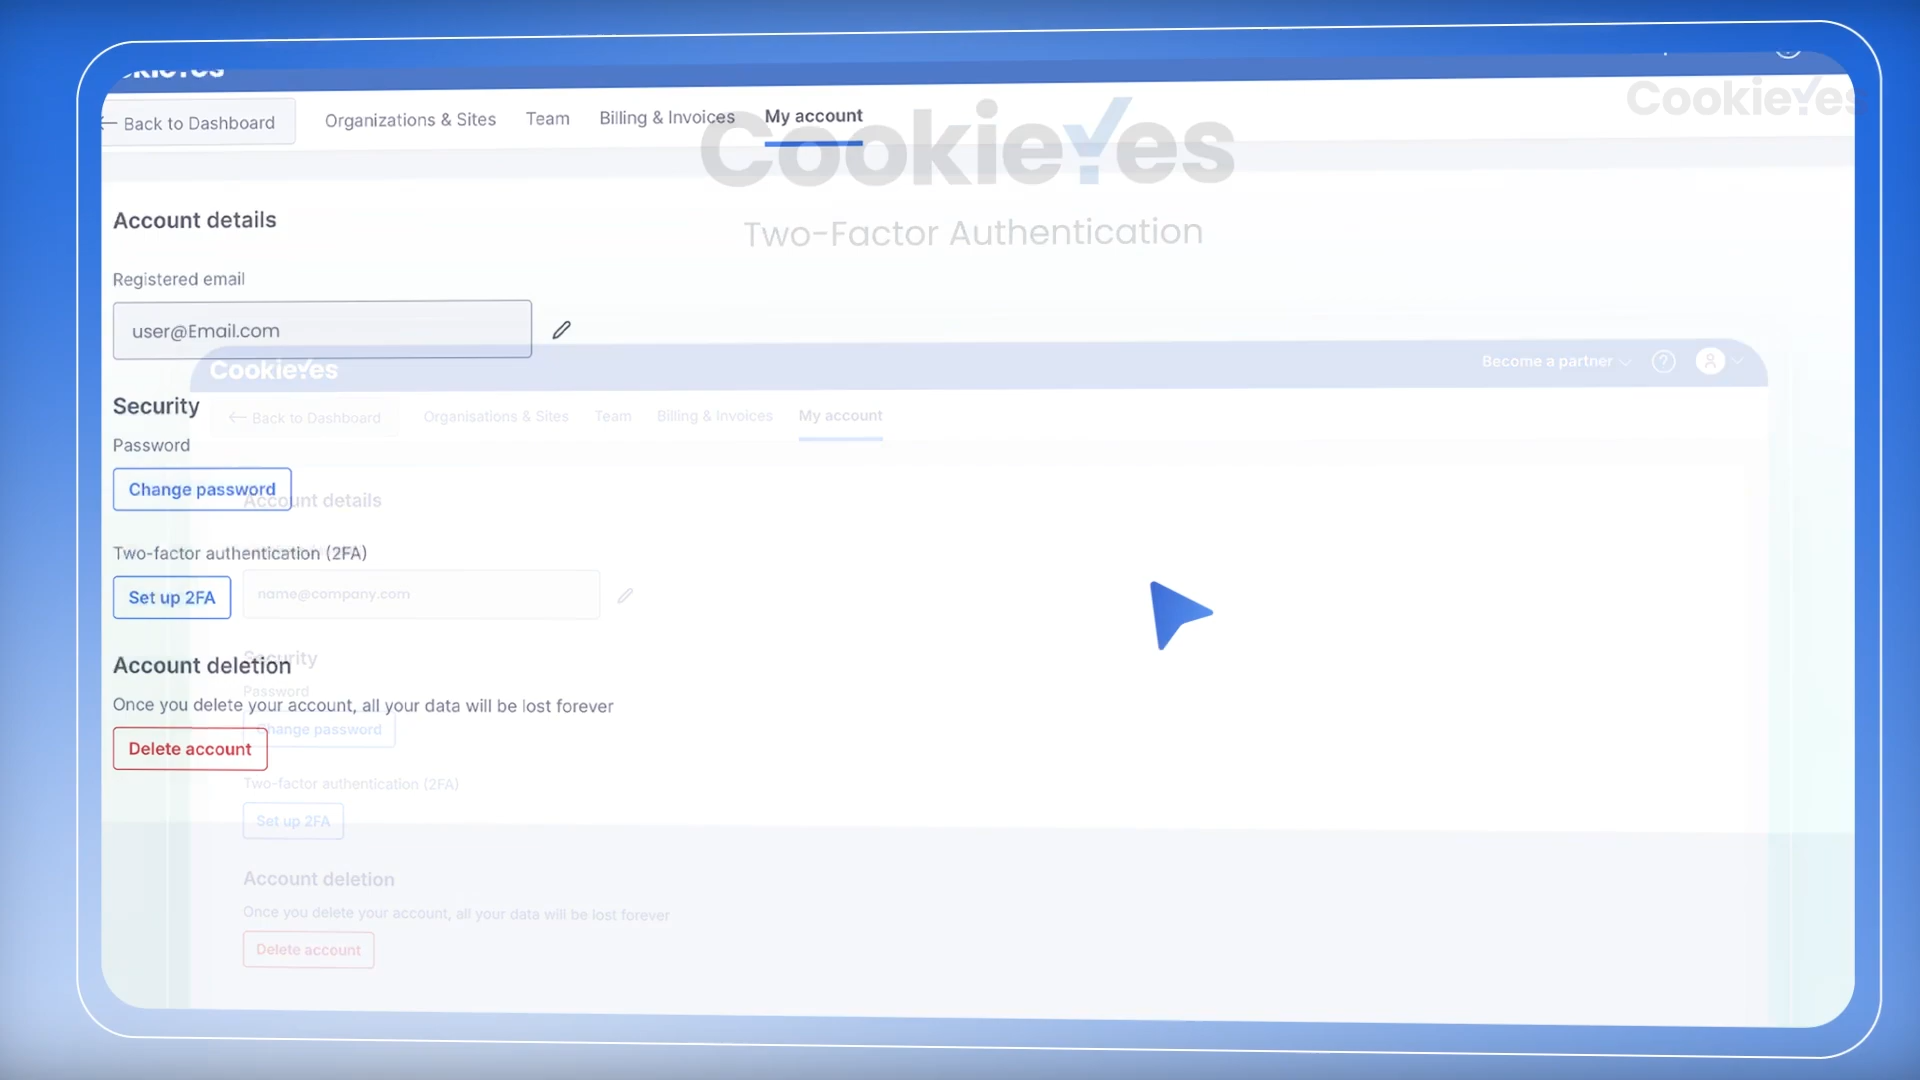 Back to Dashboard
Organizations & Sites
Team
Billing & Invoices
My account
CookieYes
CookieYes
Two-Factor Authentication
Account details
Registered email
user@Email.com
CookieYes
Become a partner
Back to Dashboard
Organisations & Sites
Team
Billing & Invoices
My account
Security
Password
Change password
Account details
Two-factor authentication (2FA)
Set up 2FA
name@company.com
Account deletion
Security
Once you delete your account, all your data will be lost forever
Password
Delete account
Change password
Two-factor authentication (2FA)
Set up 2FA
Account deletion
Once you delete your account, all your data will be lost forever
Delete account